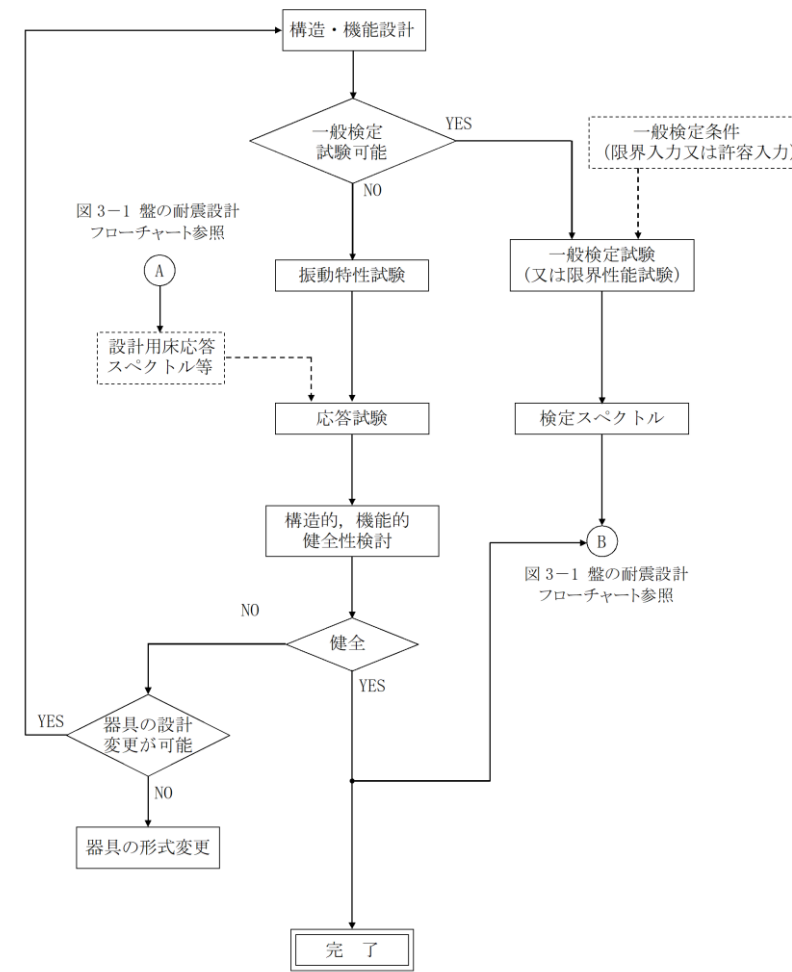 構造・機能設計
一般検定
試験可能
YES
NO
一般検定条件
(限界入力又は許容入力)
図 3-1 盤の耐震設計
フローチャート参照
A
振動特性試験
一般検定試験
(又は限界性能試験)
設計用床応答
スペクトル等
応答試験
検定スペクトル
構造的, 機能的
健全性検討
B
図 3-1 盤の耐震設計
フローチャート参照
NO
健全
YES
YES
器具の設計
変更が可能
NO
器具の形式変更
完 了